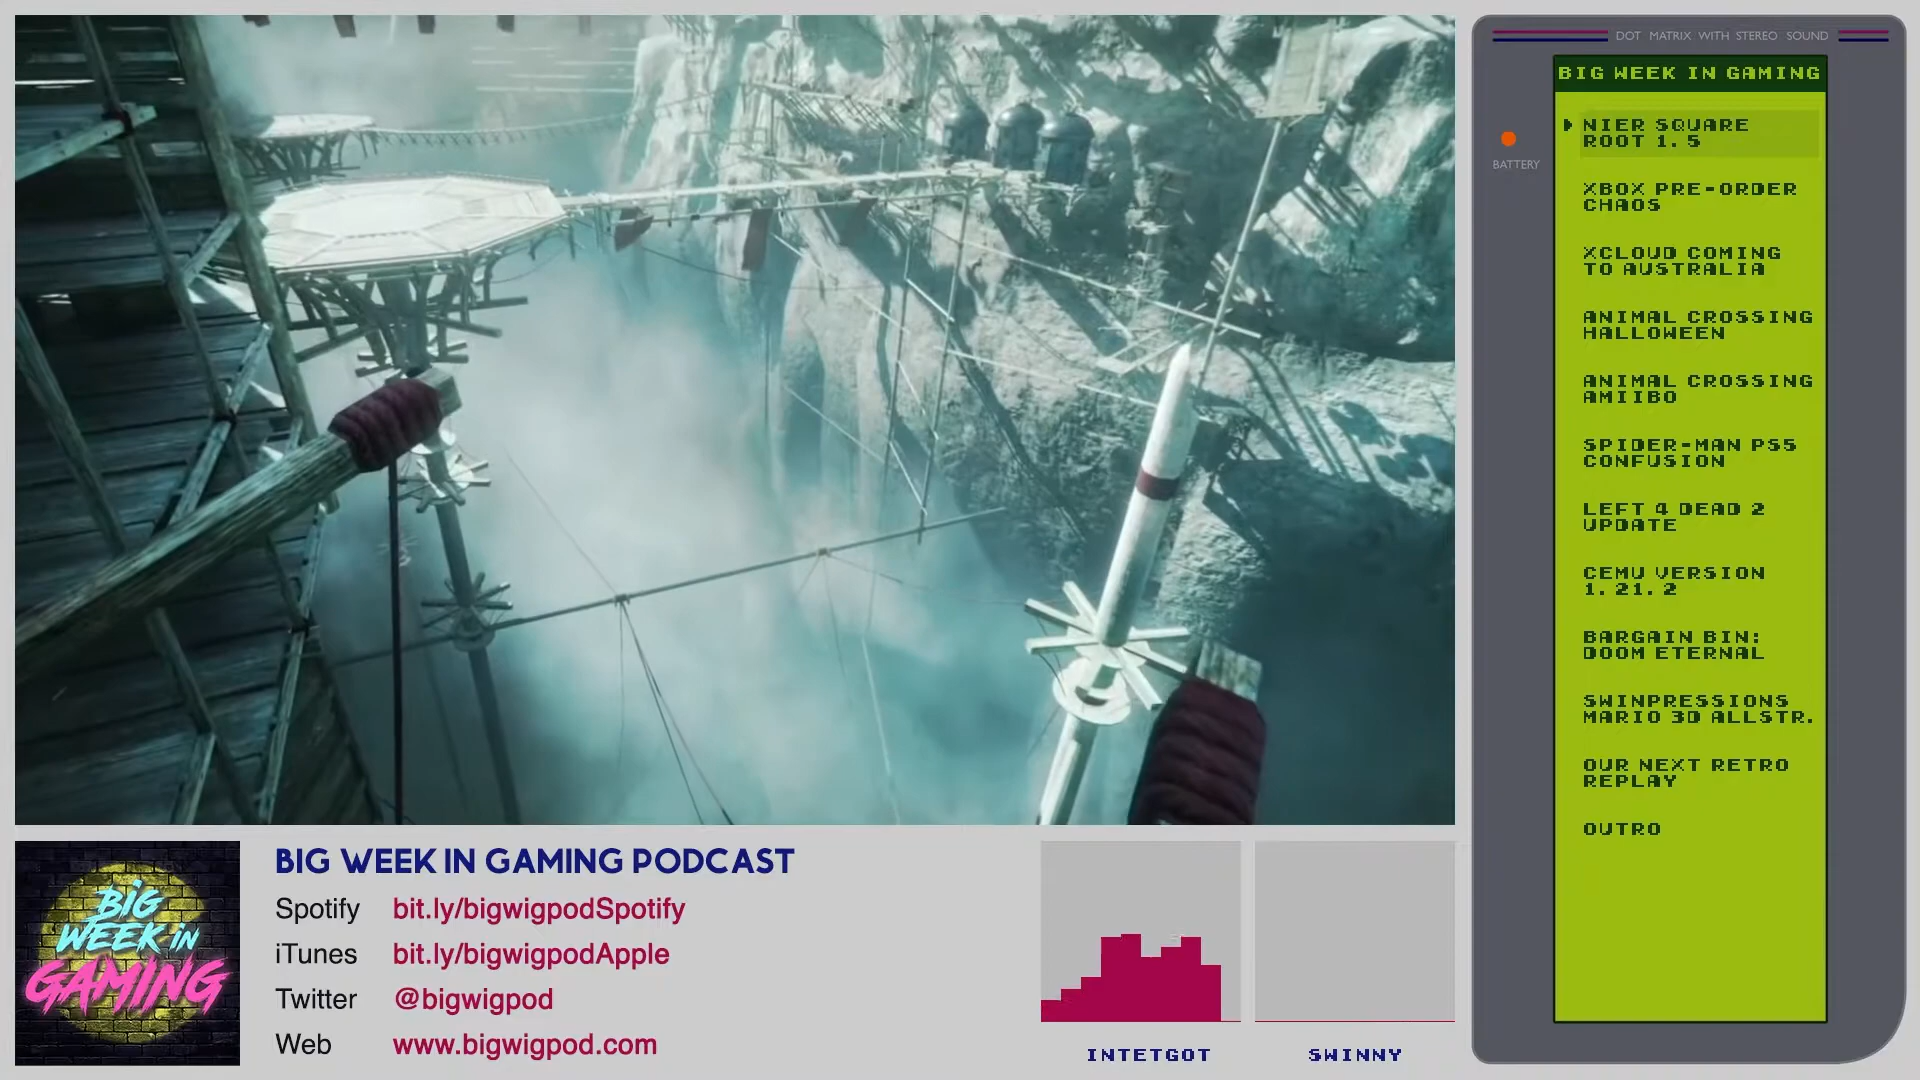 DOT MATRIX WITH STEREO SOUND
BIG WEEK IN GAMING
BATTERY
NIER SQUARE
ROOT 1.5
XBOX PRE-ORDER
CHAOS
XCLOUD COMING
TO AUSTRALIA
ANIMAL CROSSING
HALLOWEEN
ANIMAL CROSSING
AMIIBO
SPIDER-MAN PS5
CONFUSION
LEFT 4 DEAD 2
UPDATE
CEMU VERSION
1.21.2
BARGAIN BIN:
DOOM ETERNAL
SWINPRESSIONS
MARIO 3D ALLSTR.
OUR NEXT RETRO
REPLAY
OUTRO
BIG
WEEK iN
GAMING
BIG WEEK IN GAMING PODCAST
Spotify bit.ly/bigwigpodSpotify
iTunes bit.ly/bigwigpodApple
Twitter @bigwigpod
Web www.bigwigpod.com
INTETGOT
SWINNY